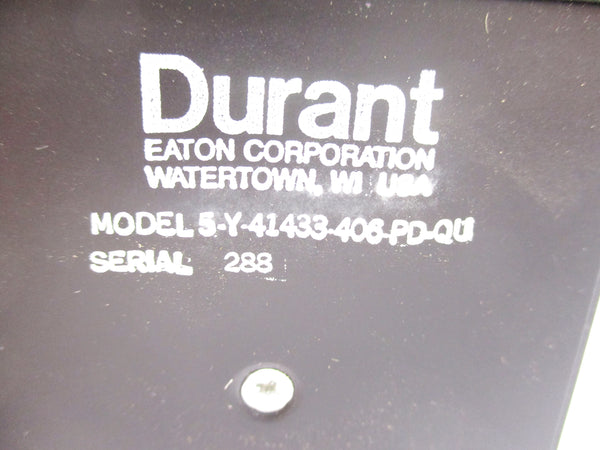 Durant
EATON CORPORATION
WATERTOWN, WI USA
MODEL 5-Y-41433-406-PD-QU
SERIAL 288